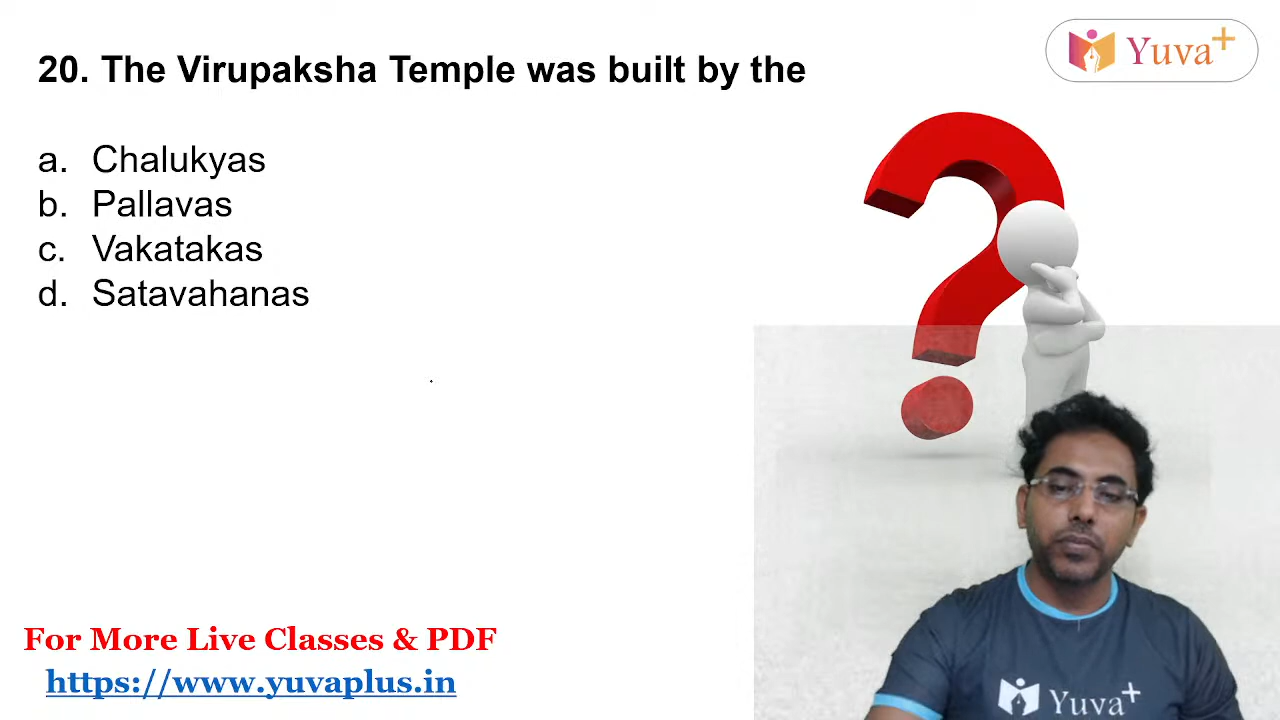 20. The Virupaksha Temple was built by the
Yuva+
a. Chalukyas
b. Pallavas
c. Vakatakas
d. Satavahanas
For More Live Classes & PDF
https://www.yuvaplus.in
Yuva+